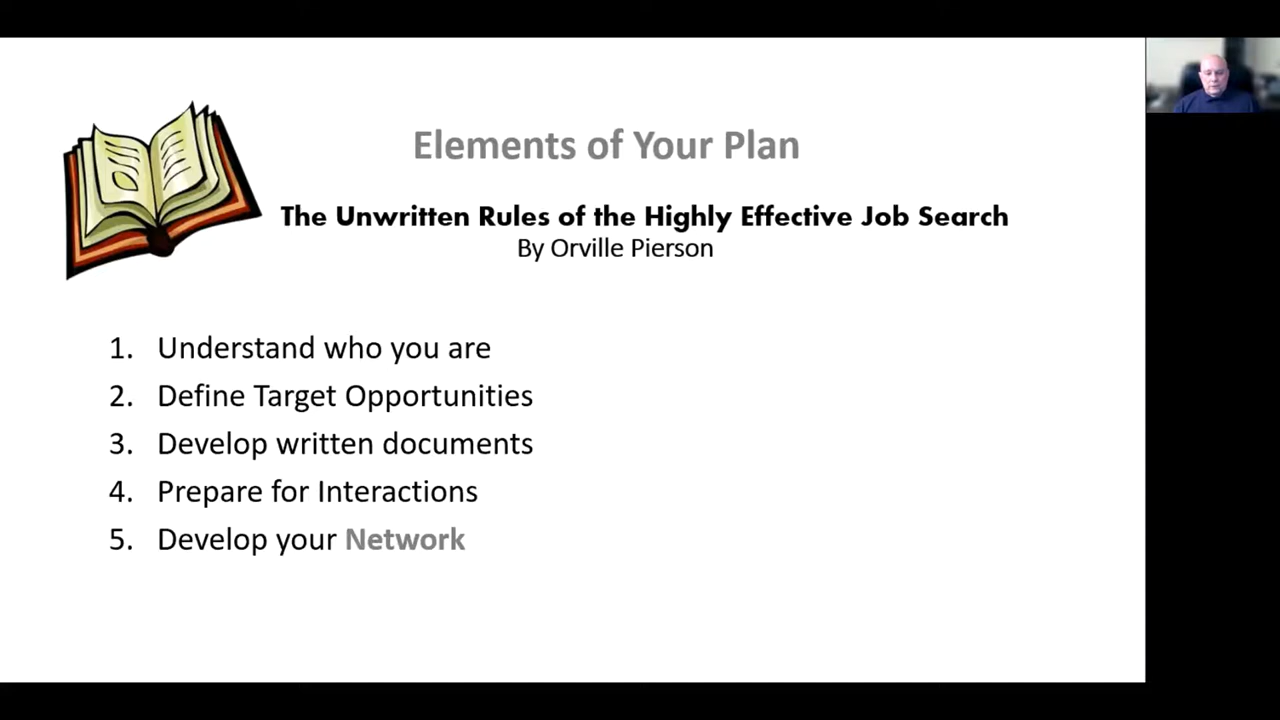 Elements of Your Plan
The Unwritten Rules of the Highly Effective Job Search
By Orville Pierson
1. Understand who you are
2. Define Target Opportunities
3. Develop written documents
4. Prepare for Interactions
5. Develop your Network